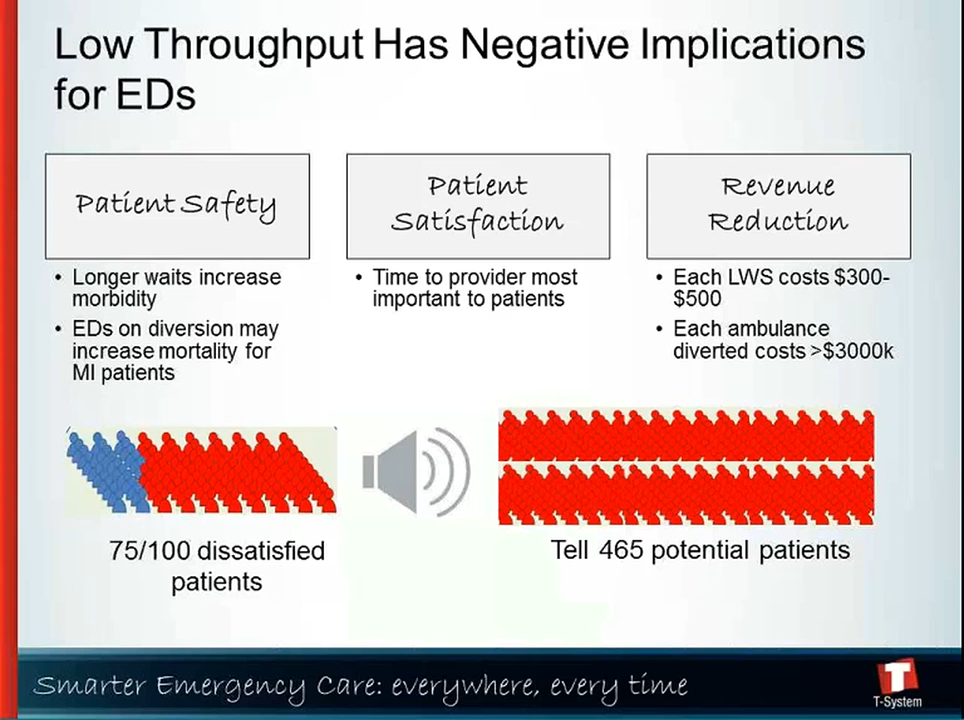 Low Throughput Has Negative Implications
for EDs
Patient Safety
• Longer waits increase
morbidity
• EDs on diversion may
increase mortality for
MI patients
Patient
Satisfaction
• Time to provider most
important to patients
Revenue
Reduction
• Each LWS costs $300-
$500
• Each ambulance
diverted costs >$3000k
75/100 dissatisfied
patients
Tell 465 potential patients
Smarter Emergency Care: everywhere, every time
T
T-System